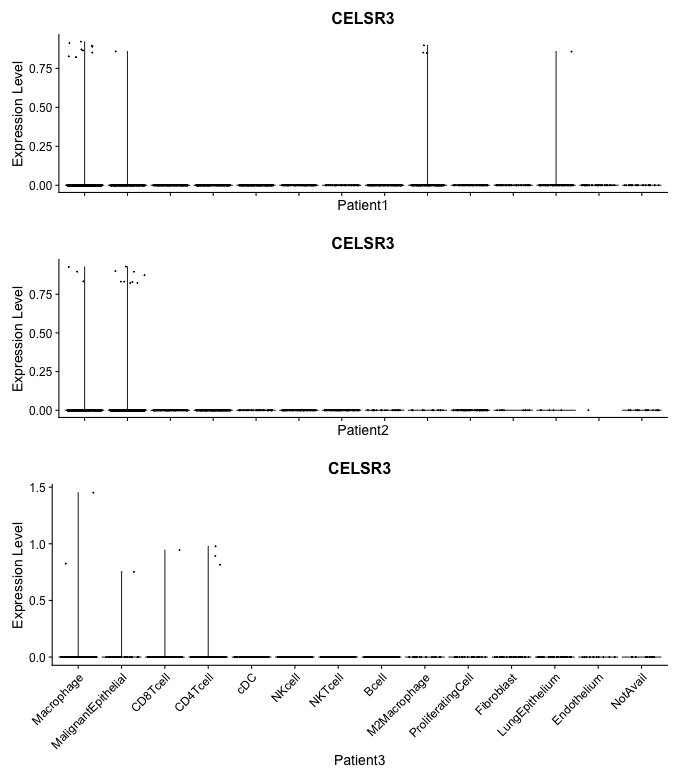 CELSR3
Expression Level
0.75
0.50
0.25
0.00
Patient1
CELSR3
Expression Level
0.75
0.50
0.25
0.00
Patient2
CELSR3
Expression Level
1.5
1.0
0.5
0.0
Macrophage
MalignantEpithelial
CD8Tcell
CD4Tcell
cDC
NKcell
NKTcell
Bcell
M2Macrophage
ProliferatingCell
Fibroblast
LungEpithelium
Endothelium
NotAvail
Patient3